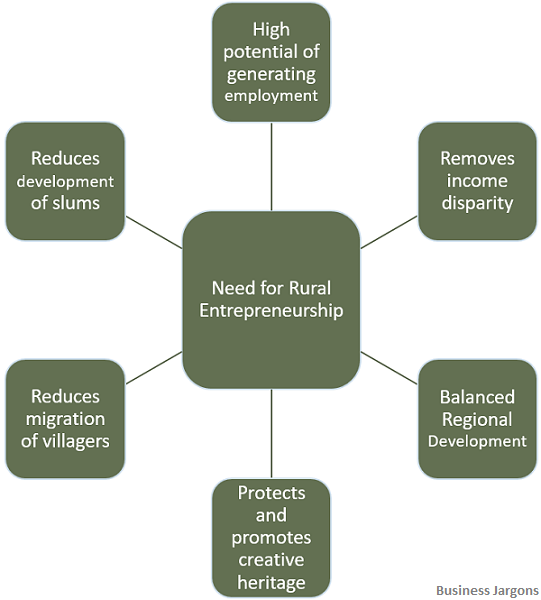 High
potential of
generating
employment
Reduces
development
of slums
Removes
income
disparity
Need for Rural
Entrepreneurship
Reduces
migration
of villagers
Balanced
Regional
Development
Protects
and
promotes
creative
heritage
Business Jargons